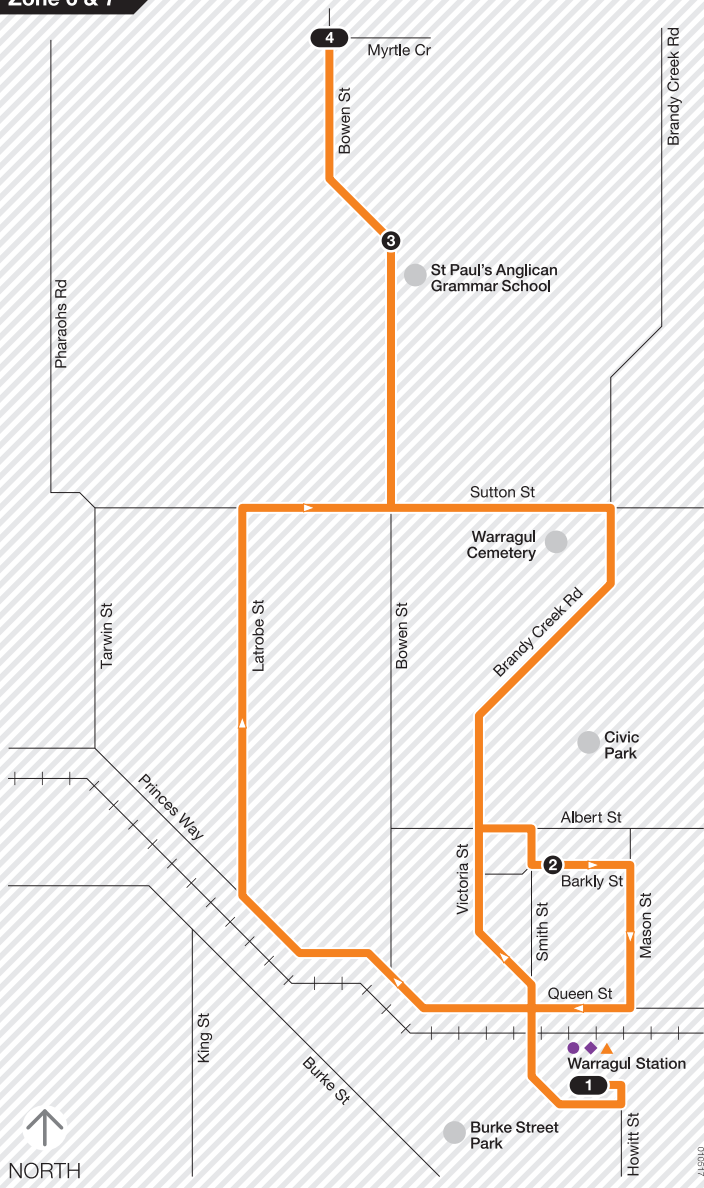 Zone 6 & 7
4
Myrtle Cr
Brandy Creek Rd
Bowen St
3
St Paul's Anglican
Grammar School
Pharaohs Rd
Sutton St
Warragul
Cemetery
Tarwin St
Latrobe St
Bowen St
Brandy Creek Rd
Civic
Park
Princes Way
Albert St
Victoria St
2
Barkly St
Smith St
Mason St
Queen St
King St
Burke St
Warragul Station
1
Burke Street
Park
Howitt St
NORTH
010517